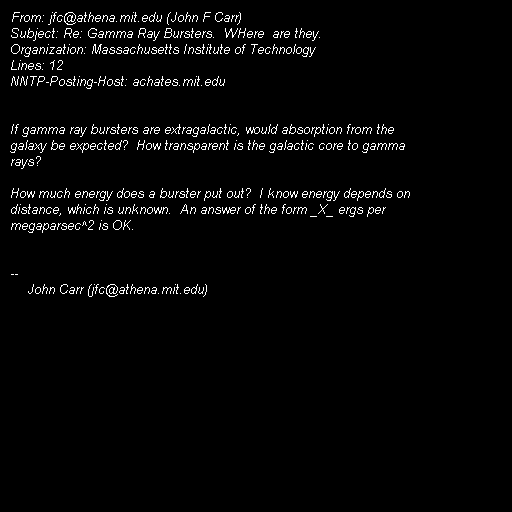 From: jfc@athena.mit.edu (John F Carr)
Subject: Re: Gamma Ray Bursters.  WHere  are they.
Organization: Massachusetts Institute of Technology
Lines: 12
NNTP-Posting-Host: achates.mit.edu

If gamma ray bursters are extragalactic, would absorption from the
galaxy be expected?  How transparent is the galactic core to gamma
rays?

How much energy does a burster put out?  I know energy depends on
distance, which is unknown.  An answer of the form _X_ ergs per
megaparsec^2 is OK.

--
    John Carr (jfc@athena.mit.edu)